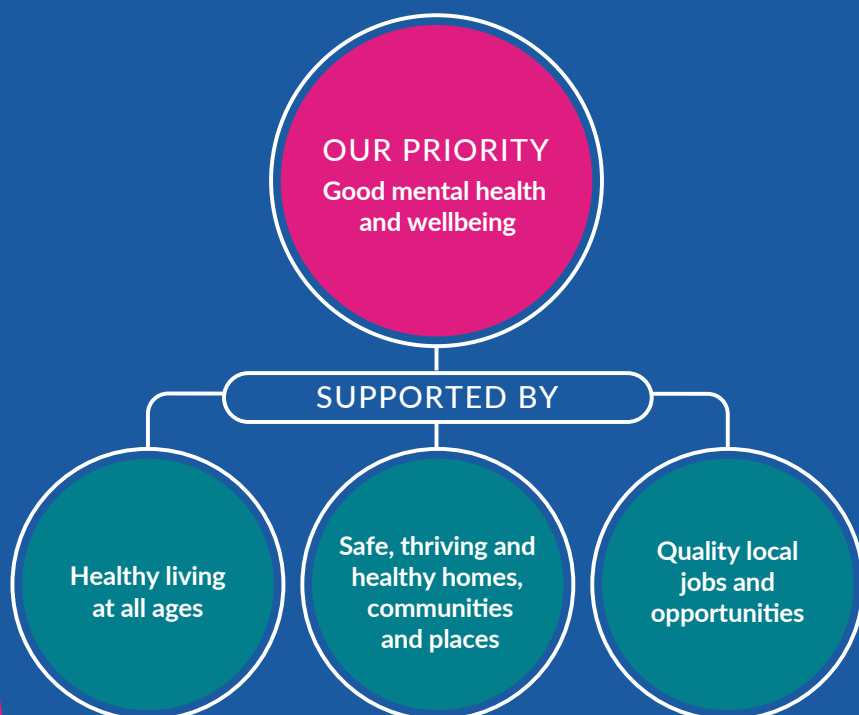 OUR PRIORITY
Good mental health
and wellbeing
SUPPORTED BY
Healthy living
at all ages
Safe, thriving and
healthy homes,
communities
and places
Quality local
jobs and
opportunities